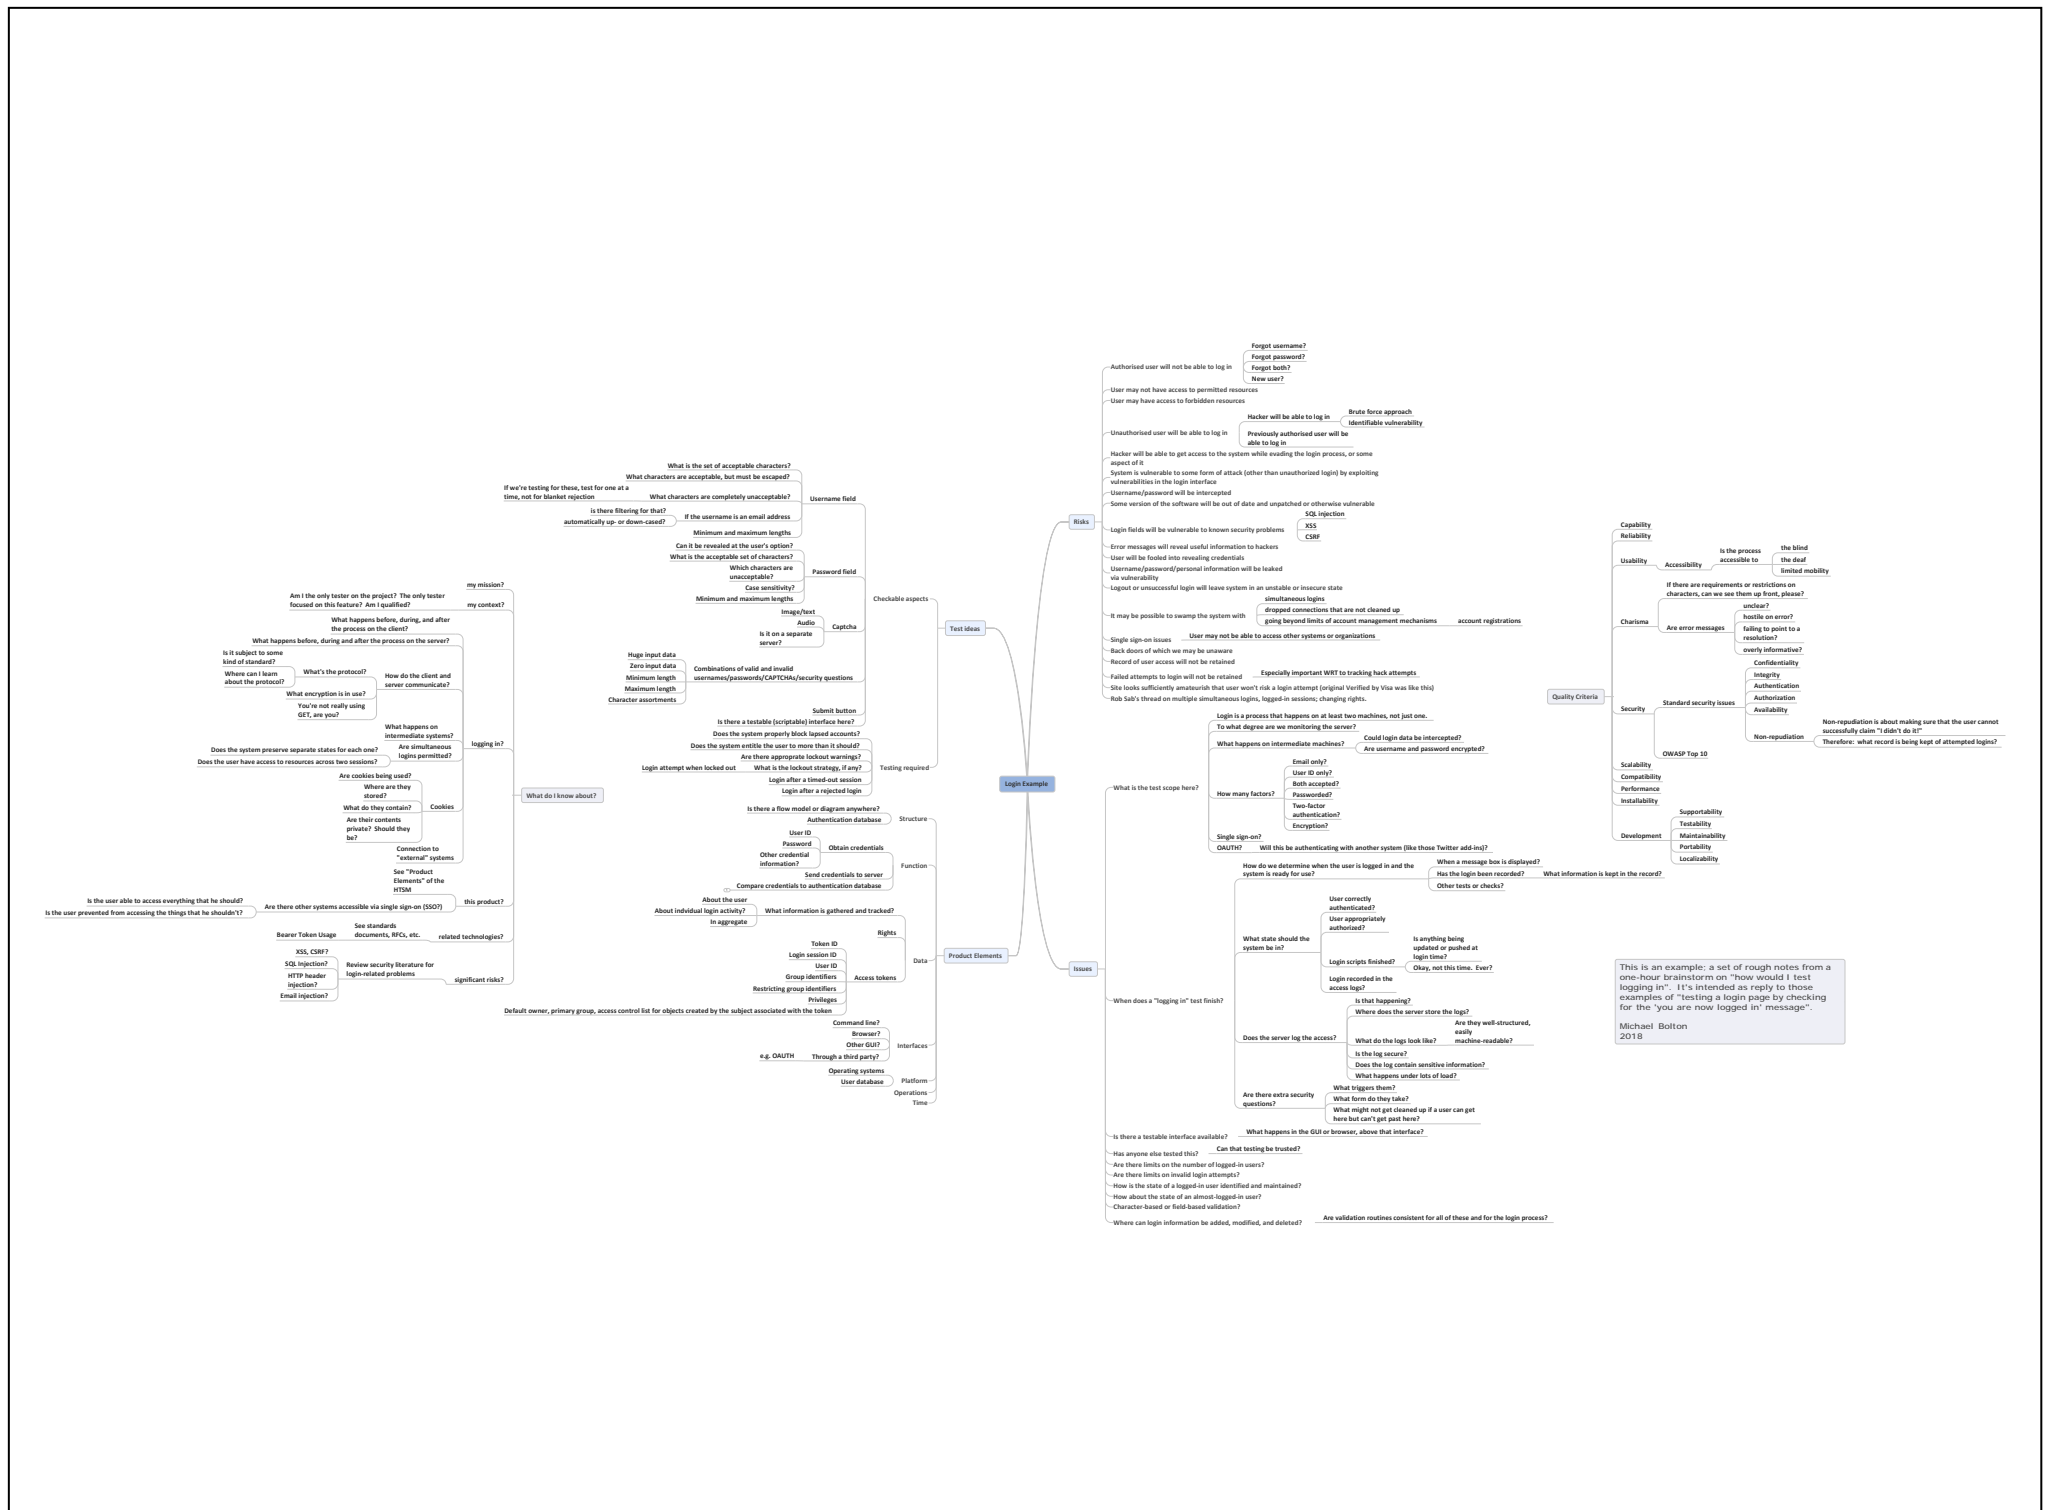 Login Example
Test ideas
Checkable aspects
Username field
What is the set of acceptable characters?
What characters are acceptable, but must be escaped?
What characters are completely unacceptable?
If we're testing for these, test for one at a
time, not for blanket rejection
If the username is an email address
is there filtering for that?
automatically up- or down-cased?
Minimum and maximum lengths
Password field
Can it be revealed at the user's option?
What is the acceptable set of characters?
Which characters are
unacceptable?
Case sensitivity?
Minimum and maximum lengths
Captcha
Image/text
Audio
Is it on a separate
server?
Combinations of valid and invalid
usernames/passwords/CAPTCHAs/security questions
Huge input data
Zero input data
Minimum length
Maximum length
Character assortments
Submit button
Is there a testable (scriptable) interface here?
Testing required
Does the system properly block lapsed accounts?
Does the system entitle the user to more than it should?
Are there approprate lockout warnings?
What is the lockout strategy, if any?
Login attempt when locked out
Login after a timed-out session
Login after a rejected login
Product Elements
Structure
Is there a flow model or diagram anywhere?
Authentication database
Function
Obtain credentials
User ID
Password
Other credential
information?
Send credentials to server
Compare credentials to authentication database
Data
What information is gathered and tracked?
About the user
About indvidual login activity?
In aggregate
Rights
Access tokens
Token ID
Login session ID
User ID
Group identifiers
Restricting group identifiers
Privileges
Default owner, primary group, access control list for objects created by the subject associated with the token
Interfaces
Command line?
Browser?
Other GUI?
Through a third party?
e.g. OAUTH
Platform
Operating systems
User database
Operations
Time
What do I know about?
my mission?
my context?
Am I the only tester on the project? The only tester
focused on this feature? Am I qualified?
logging in?
What happens before, during, and after
the process on the client?
What happens before, during and after the process on the server?
How do the client and
server communicate?
What's the protocol?
Is it subject to some
kind of standard?
Where can I learn
about the protocol?
What encryption is in use?
You're not really using
GET, are you?
What happens on
intermediate systems?
Are simultaneous
logins permitted?
Does the system preserve separate states for each one?
Does the user have access to resources across two sessions?
Cookies
Are cookies being used?
Where are they
stored?
What do they contain?
Are their contents
private? Should they
be?
Connection to
"external" systems
this product?
See "Product
Elements" of the
HTSM
Are there other systems accessible via single sign-on (SSO?)
Is the user able to access everything that he should?
Is the user prevented from accessing the things that he shouldn't?
related technologies?
See standards
documents, RFCs, etc.
Bearer Token Usage
significant risks?
Review security literature for
login-related problems
XSS, CSRF?
SQL Injection?
HTTP header
injection?
Email injection?
Risks
Authorised user will not be able to log in
Forgot username?
Forgot password?
Forgot both?
New user?
User may not have access to permitted resources
User may have access to forbidden resources
Unauthorised user will be able to log in
Hacker will be able to log in
Brute force approach
Identifiable vulnerability
Previously authorised user will be
able to log in
Hacker will be able to get access to the system while evading the login process, or some
aspect of it
System is vulnerable to some form of attack (other than unauthorized login) by exploiting
vulnerabilities in the login interface
Username/password will be intercepted
Some version of the software will be out of date and unpatched or otherwise vulnerable
Login fields will be vulnerable to known security problems
SQL injection
XSS
CSRF
Error messages will reveal useful information to hackers
User will be fooled into revealing credentials
Username/password/personal information will be leaked
via vulnerability
Logout or unsuccessful login will leave system in an unstable or insecure state
It may be possible to swamp the system with
simultaneous logins
dropped connections that are not cleaned up
going beyond limits of account management mechanisms
account registrations
Single sign-on issues
User may not be able to access other systems or organizations
Back doors of which we may be unaware
Record of user access will not be retained
Failed attempts to login will not be retained
Especially important WRT to tracking hack attempts
Site looks sufficiently amateurish that user won't risk a login attempt (original Verified by Visa was like this)
Rob Sab's thread on multiple simultaneous logins, logged-in sessions; changing rights.
Issues
What is the test scope here?
Login is a process that happens on at least two machines, not just one.
To what degree are we monitoring the server?
What happens on intermediate machines?
Could login data be intercepted?
Are username and password encrypted?
How many factors?
Email only?
User ID only?
Both accepted?
Passworded?
Two-factor
authentication?
Encryption?
Single sign-on?
OAUTH?
Will this be authenticating with another system (like those Twitter add-ins)?
When does a "logging in" test finish?
How do we determine when the user is logged in and the
system is ready for use?
When a message box is displayed?
Has the login been recorded?
What information is kept in the record?
Other tests or checks?
What state should the
system be in?
User correctly
authenticated?
User appropriately
authorized?
Login scripts finished?
Is anything being
updated or pushed at
login time?
Okay, not this time. Ever?
Login recorded in the
access logs?
Does the server log the access?
Is that happening?
Where does the server store the logs?
What do the logs look like?
Are they well-structured,
easily
machine-readable?
Is the log secure?
Does the log contain sensitive information?
What happens under lots of load?
Are there extra security
questions?
What triggers them?
What form do they take?
What might not get cleaned up if a user can get
here but can't get past here?
Is there a testable interface available?
What happens in the GUI or browser, above that interface?
Has anyone else tested this?
Can that testing be trusted?
Are there limits on the number of logged-in users?
Are there limits on invalid login attempts?
How is the state of a logged-in user identified and maintained?
How about the state of an almost-logged-in user?
Character-based or field-based validation?
Where can login information be added, modified, and deleted?
Are validation routines consistent for all of these and for the login process?
Quality Criteria
Capability
Reliability
Usability
Accessibility
Is the process
accessible to
the blind
the deaf
limited mobility
Charisma
If there are requirements or restrictions on
characters, can we see them up front, please?
Are error messages
unclear?
hostile on error?
failing to point to a
resolution?
overly informative?
Security
Standard security issues
Confidentiality
Integrity
Authentication
Authorization
Availability
Non-repudiation
Non-repudiation is about making sure that the user cannot
successfully claim "I didn't do it!"
Therefore: what record is being kept of attempted logins?
OWASP Top 10
Scalability
Compatibility
Performance
Installability
Development
Supportability
Testability
Maintainability
Portability
Localizability
This is an example; a set of rough notes from a
one-hour brainstorm on "how would I test
logging in". It's intended as reply to those
examples of "testing a login page by checking
for the 'you are now logged in' message".
Michael Bolton
2018